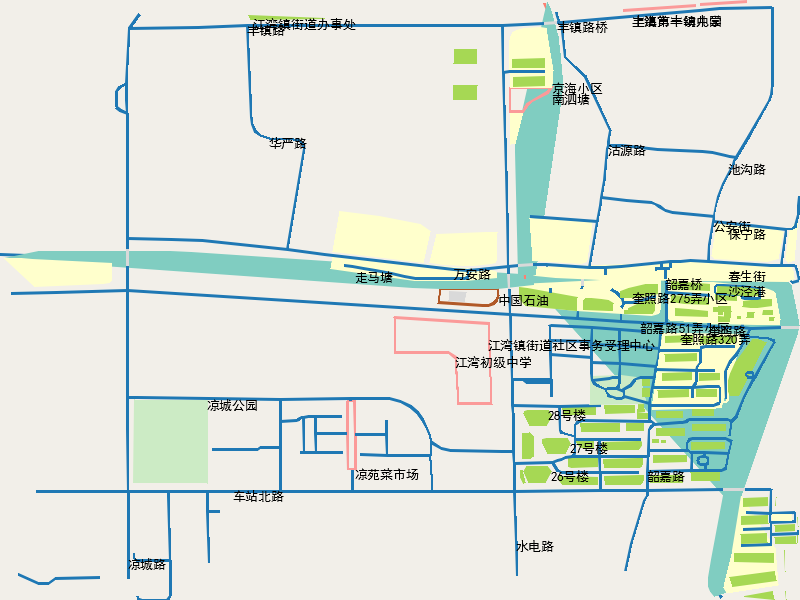 江湾镇街道办事处
丰镇路
丰镇路桥
京海小区
南泗塘
华严路
沽源路
池沟路
公安街
保宁路
走马塘
万安路
春生街
韶嘉桥
沙泾港
中国石油
奎照路275弄小区
韶嘉路51弄小区
奎照路
奎照路320弄
江湾镇街道社区事务受理中心
江湾初级中学
凉城公园
28号楼
27号楼
凉苑菜市场
26号楼
韶嘉路
车站北路
水电路
凉城路